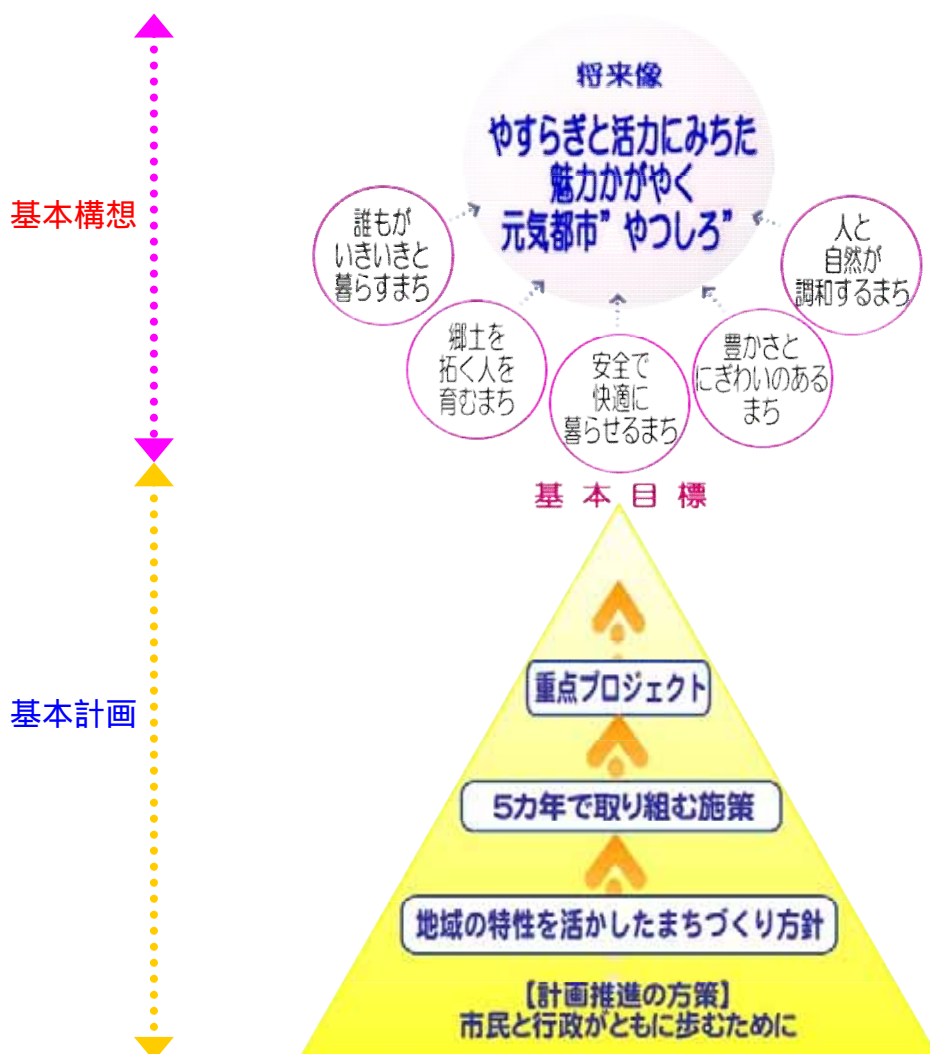 将来像
やすらぎと活力にみちた
魅力かがやく
元気都市”やつしろ”
基本構想
誰もが
いきいきと
暮らすまち
郷土を
拓く人を
育むまち
安全で
快適に
暮らせるまち
豊かさと
にぎわいのある
まち
人と
自然が
調和するまち
基本目標
基本計画
重点プロジェクト
5カ年で取り組む施策
地域の特性を活かしたまちづくり方針
【計画推進の方策】
市民と行政がともに歩むために